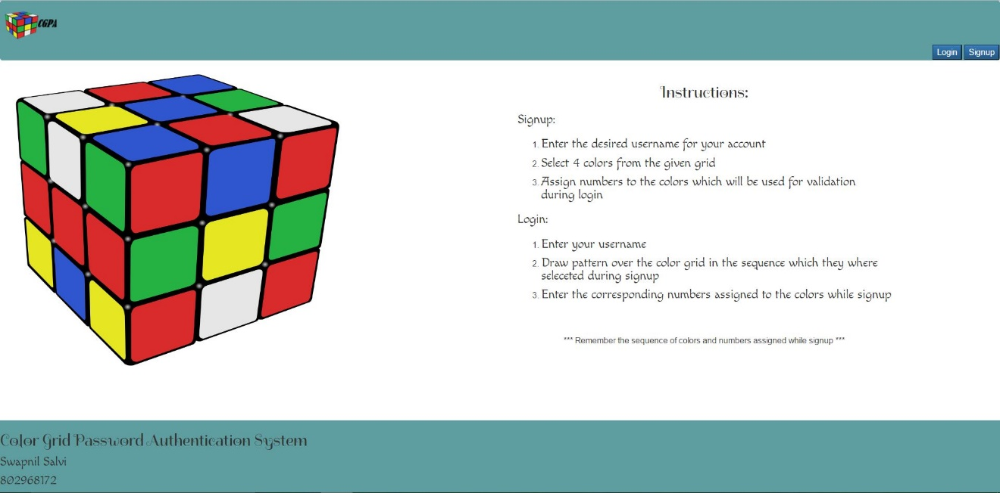 CGPA
Login Signup
Instructions:
Signup:
1. Enter the desired username for your account
2. Select 4 colors from the given grid
3. Assign numbers to the colors which will be used for validation
during login
Login:
1. Enter your username
2. Draw pattern over the color grid in the sequence which they where
seleceted during signup
3. Enter the corresponding numbers assigned to the colors while signup
*** Remember the sequence of colors and numbers assigned while signup ***
Color Grid Password Authentication System
Swapnil Salvi
802968172